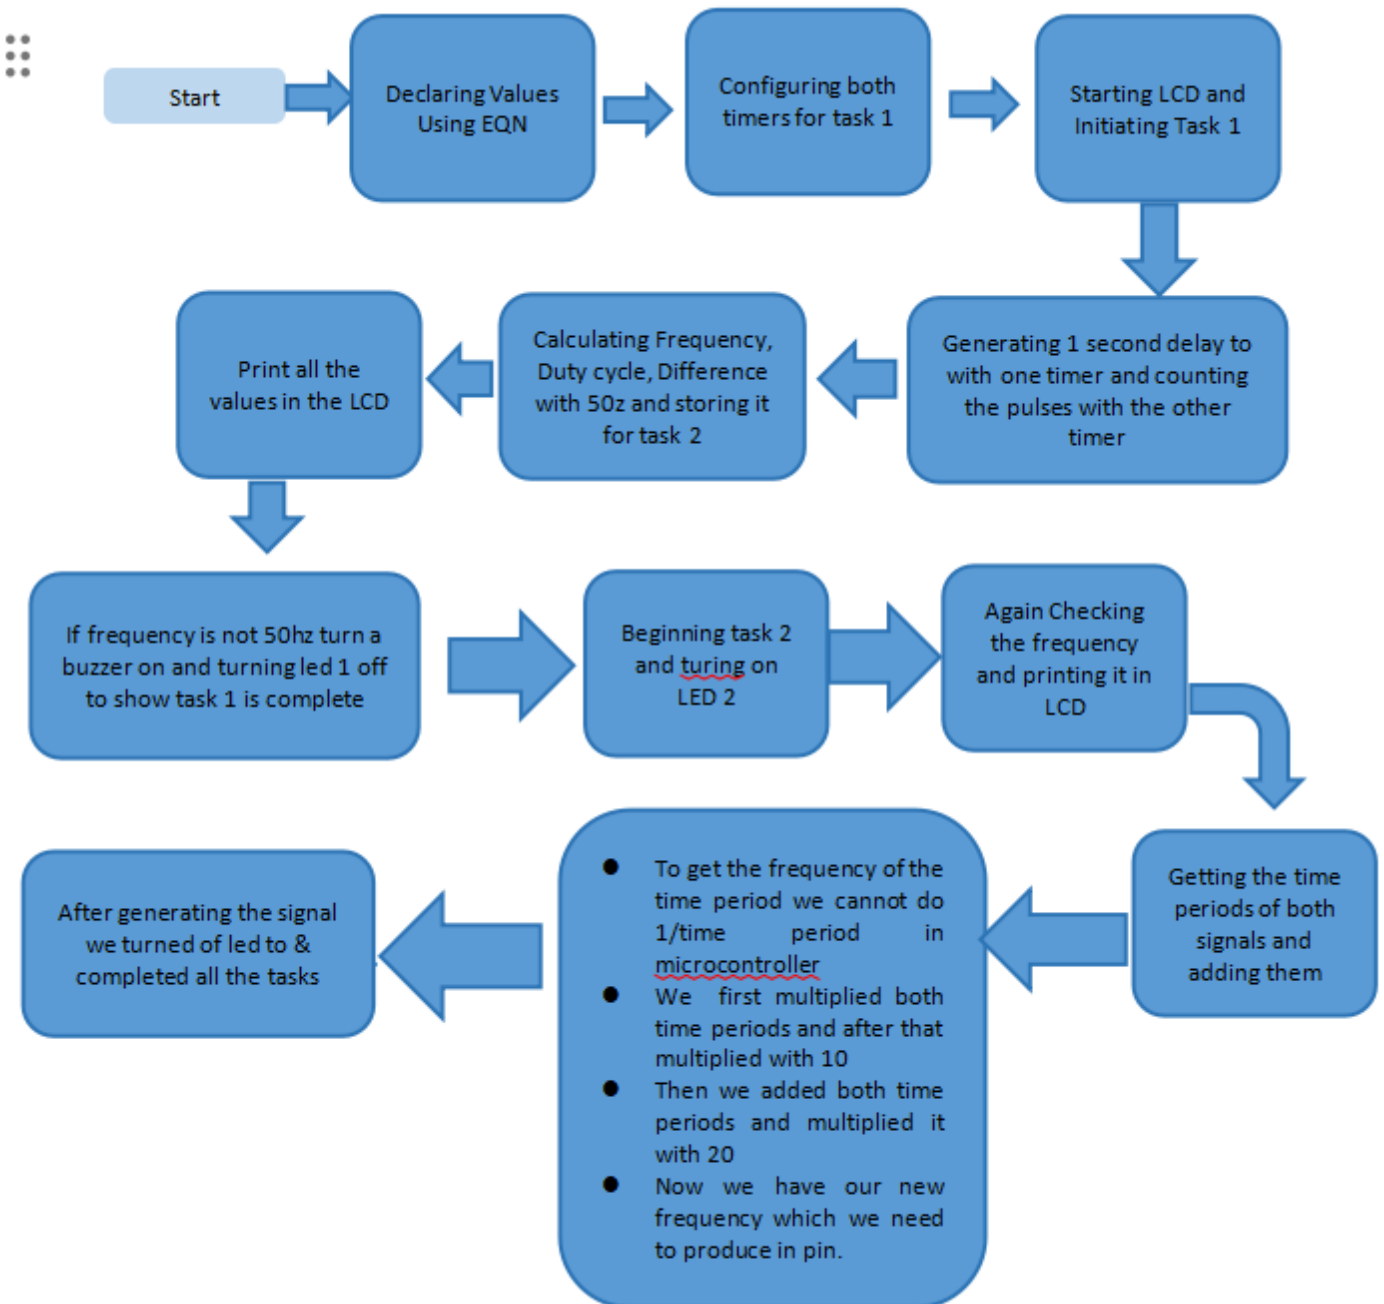 Start
Declaring Values
Using EQN
Configuring both
timers for task 1
Starting LCD and
Initiating Task 1
Generating 1 second delay to
with one timer and counting
the pulses with the other
timer
Calculating Frequency,
Duty cycle, Difference
with 50z and storing it
for task 2
Print all the
values in the LCD
If frequency is not 50hz turn a
buzzer on and turning led 1 off
to show task 1 is complete
Beginning task 2
and turing on
LED 2
Again Checking
the frequency
and printing it in
LCD
Getting the time
periods of both
signals and
adding them
● To get the frequency of the
time period we cannot do
1/time period in
microcontroller
● We first multiplied both
time periods and after that
multiplied with 10
● Then we added both time
periods and multiplied it
with 20
● Now we have our new
frequency which we need
to produce in pin.
After generating the signal
we turned of led to &
completed all the tasks